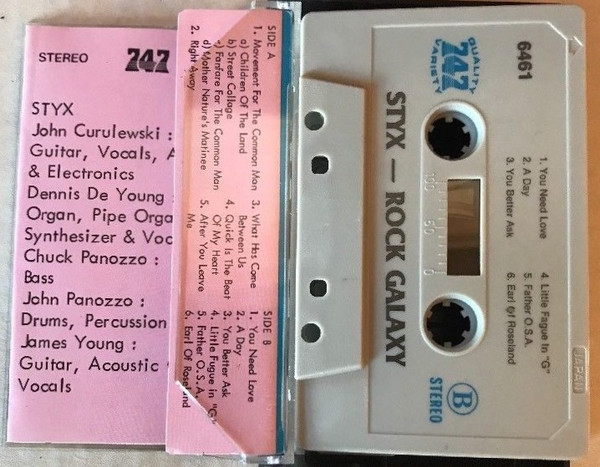 STEREO 747
STYX
John Curulewski :
Guitar, Vocals, A
& Electronics
Dennis De Young
Organ, Pipe Orga
Synthesizer & Voc
Chuck Panozzo :
Bass
John Panozzo :
Drums, Percussion
James Young :
Guitar, Acoustic
Vocals
SIDE A
1. Movement For The Common Man
a) Children Of The Land
b) Street Collage
c) Fanfare For The Common Man
d) Mother Nature's Matinee
2. Right Away
3. What Has Come
Between Us
4. Quick Is The Beat
Of My Heart
5. After You Leave
Me
SIDE B
1. You Need Love
2. A Day
3. You Better Ask
4. Little Fugue in "G"
5. Father O.S.A.
6. Earl Of Roseland
STYX — ROCK GALAXY
100 50 0
QUALITY
747
VARIETY
6461
1. You Need Love
2. A Day
3. You Better Ask
4. Little Fague In "G"
5. Father O.S.A.
6. Earl of Roseland
B
STEREO
JAPAN